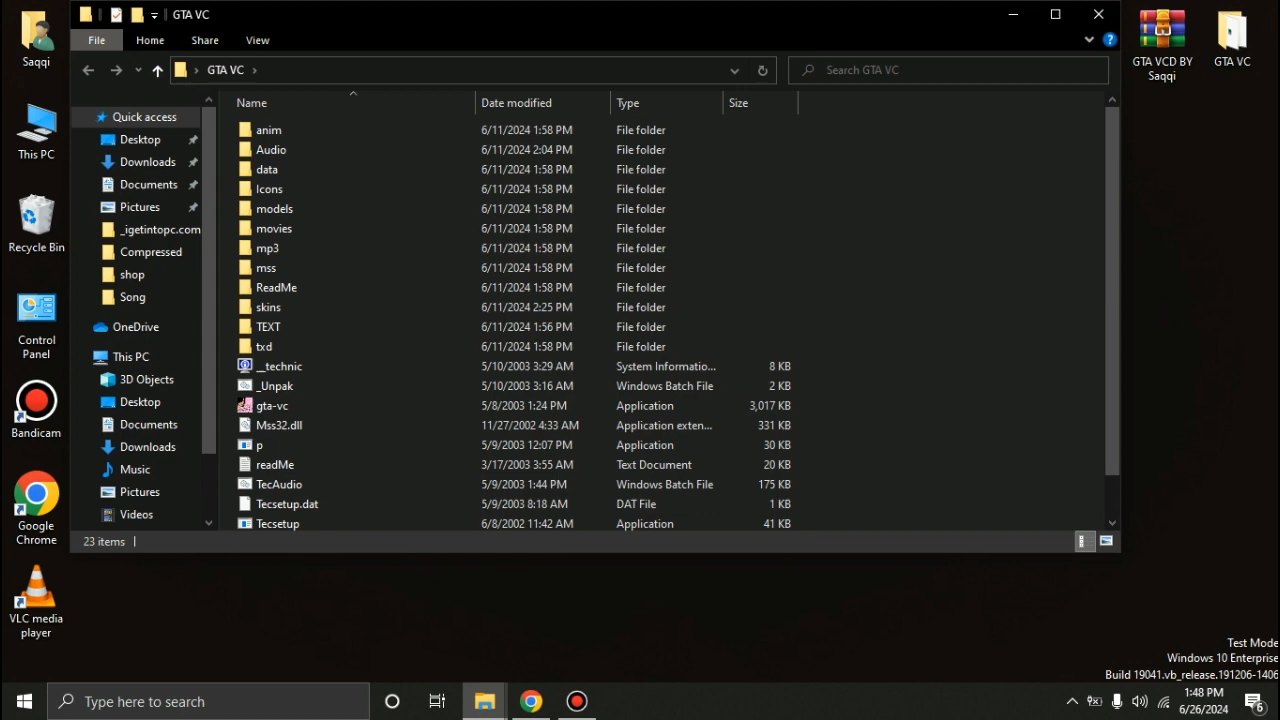 GTA VC
File
Home
Share
View
GTA VC
Search GTA VC
Name
Date modified
Type
Size
Quick access
Desktop
Downloads
Documents
Pictures
_igetintopc.com
Compressed
shop
Song
OneDrive
This PC
3D Objects
Desktop
Documents
Downloads
Music
Pictures
Videos
anim 6/11/2024 1:58 PM File folder
Audio 6/11/2024 2:04 PM File folder
data 6/11/2024 1:58 PM File folder
Icons 6/11/2024 1:58 PM File folder
models 6/11/2024 1:58 PM File folder
movies 6/11/2024 1:58 PM File folder
mp3 6/11/2024 1:58 PM File folder
mss 6/11/2024 1:58 PM File folder
ReadMe 6/11/2024 1:58 PM File folder
skins 6/11/2024 2:25 PM File folder
TEXT 6/11/2024 1:56 PM File folder
txd 6/11/2024 1:58 PM File folder
__technic 5/10/2003 3:29 AM System Informatio... 8 KB
_Unpak 5/10/2003 3:16 AM Windows Batch File 2 KB
gta-vc 5/8/2003 1:24 PM Application 3,017 KB
Mss32.dll 11/27/2002 4:33 AM Application exten... 331 KB
p 5/9/2003 12:07 PM Application 30 KB
readMe 3/17/2003 3:55 AM Text Document 20 KB
TecAudio 5/9/2003 1:44 PM Windows Batch File 175 KB
Tecsetup.dat 5/9/2003 8:18 AM DAT File 1 KB
Tecsetup 6/8/2002 11:42 AM Application 41 KB
23 items
Saqqi
This PC
Recycle Bin
Control
Panel
Bandicam
Google
Chrome
VLC media
player
GTA VCD BY
Saqqi
GTA VC
Test Mode
Windows 10 Enterprise
Build 19041.vb_release.191206-1406
Type here to search
1:48 PM
6/26/2024
6